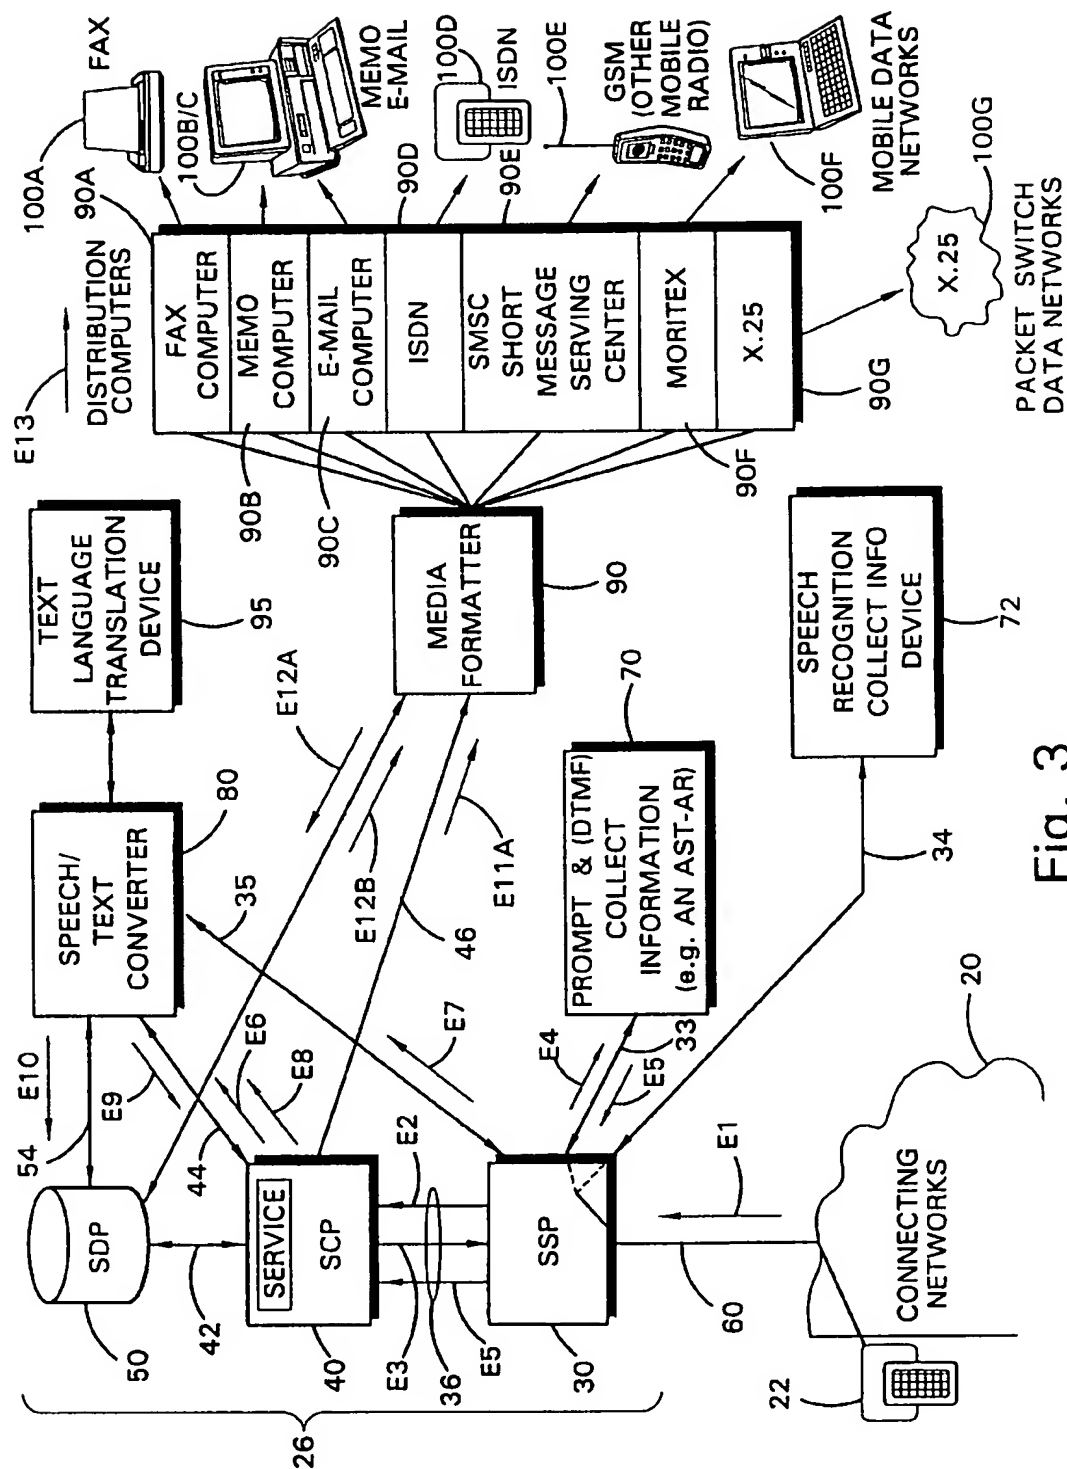 E13
DISTRIBUTION
COMPUTERS
90A
100A
FAX
100B/C
MEMO
E-MAIL
90D
100D
ISDN
90E
100E
GSM
(OTHER
MOBILE
RADIO)
100F
MOBILE DATA
NETWORKS
100G
X.25
PACKET SWITCH
DATA NETWORKS
FAX
COMPUTER
MEMO
COMPUTER
E-MAIL
COMPUTER
ISDN
SMSC
SHORT
MESSAGE
SERVING
CENTER
MORITEX
X.25
90B
90C
90F
90G
TEXT
LANGUAGE
TRANSLATION
DEVICE
95
MEDIA
FORMATTER
90
SPEECH
RECOGNITION
COLLECT INFO
DEVICE
72
SPEECH/
TEXT
CONVERTER
80
35
E12A
E12B
46
E11A
70
PROMPT & (DTMF)
COLLECT
INFORMATION
(e.g. AN AST-AR)
34
E10
54
E9
44
E6
E8
E7
E4
33
E5
SDP
50
42
SERVICE
SCP
40
E2
E3
36
E5
SSP
30
E1
60
20
CONNECTING
NETWORKS
22
26
Fig. 3